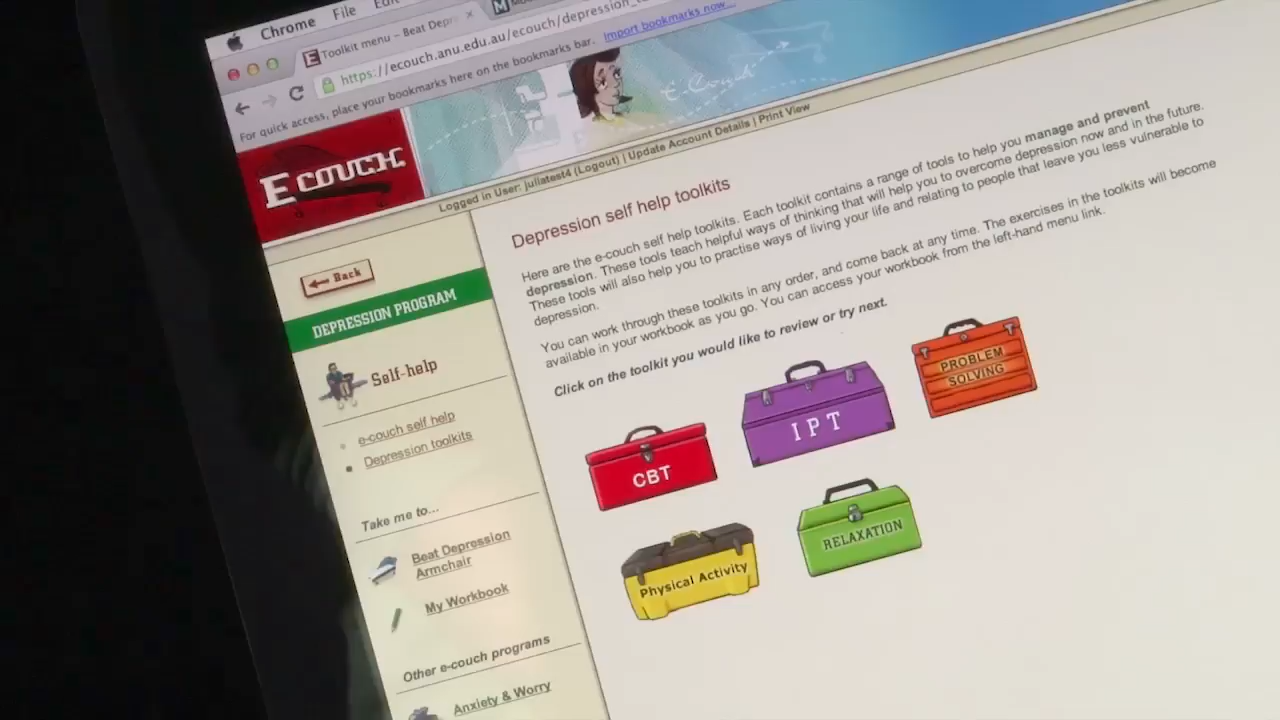 Chrome File Edit
Toolkit menu – Beat Depr
https://ecouch.anu.edu.au/ecouch/depression_t
For quick access, place your bookmarks here on the bookmarks bar. Import bookmarks now...
E COUCH
e-couch
Logged in User: juliatest4 (Logout) | Update Account Details | Print View
Back
DEPRESSION PROGRAM
Self-help
e-couch self help
Depression toolkits
Take me to...
Beat Depression
Armchair
My Workbook
Other e-couch programs
Anxiety & Worry
Depression self help toolkits
Here are the e-couch self help toolkits. Each toolkit contains a range of tools to help you manage and prevent
depression. These tools teach helpful ways of thinking that will help you to overcome depression now and in the future.
These tools will also help you to practise ways of living your life and relating to people that leave you less vulnerable to
depression.
You can work through these toolkits in any order, and come back at any time. The exercises in the toolkits will become
available in your workbook as you go. You can access your workbook from the left-hand menu link.
Click on the toolkit you would like to review or try next.
CBT
IPT
PROBLEM
SOLVING
Physical Activity
RELAXATION